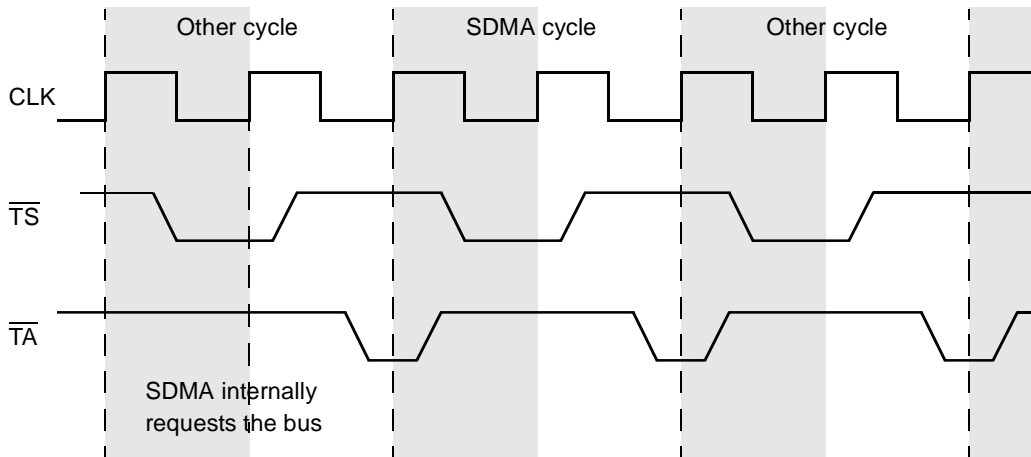 Other cycle
SDMA cycle
Other cycle
CLK
TS
TA
SDMA internally
requests the bus